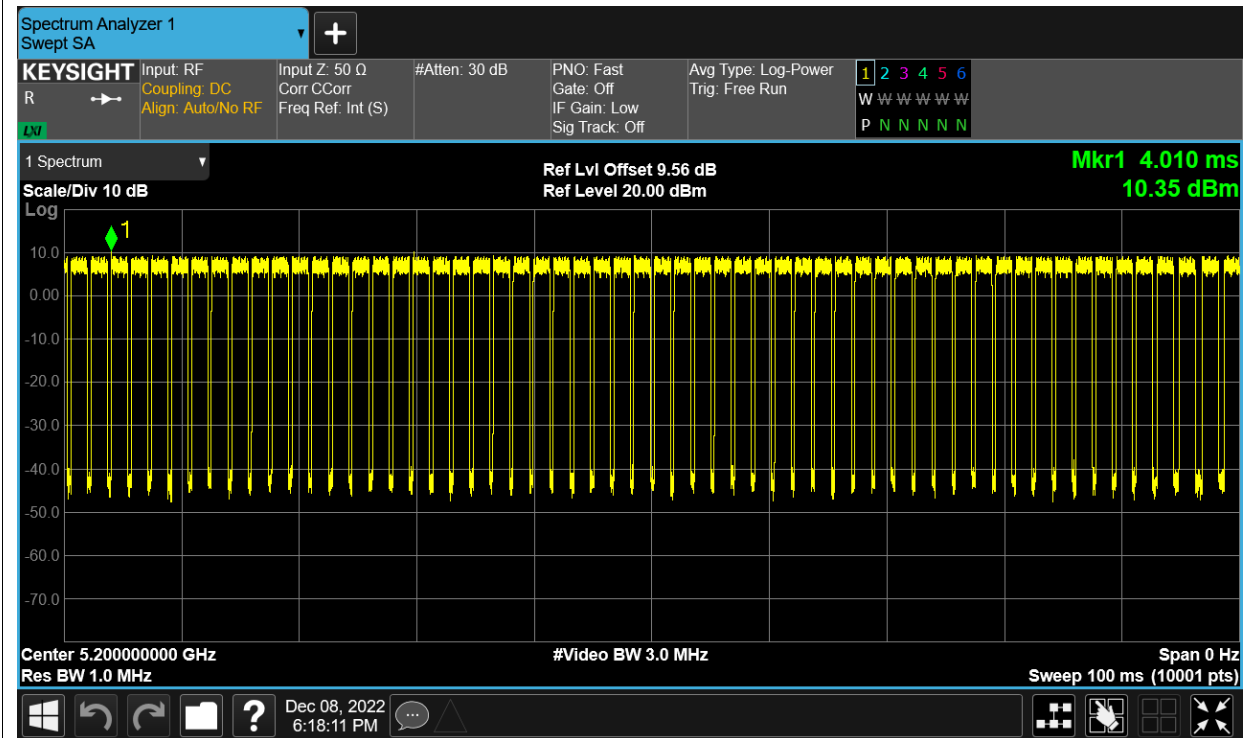 Spectrum Analyzer 1
Swept SA
KEYSIGHT
R
LXI
Input: RF
Coupling: DC
Align: Auto/No RF
Input Z: 50 Ω
Corr CCorr
Freq Ref: Int (S)
#Atten: 30 dB
PNO: Fast
Gate: Off
IF Gain: Low
Sig Track: Off
Avg Type: Log-Power
Trig: Free Run
1 2 3 4 5 6
W W W W W W
P N N N N N
1 Spectrum
Scale/Div 10 dB
Ref Lvl Offset 9.56 dB
Ref Level 20.00 dBm
Mkr1 4.010 ms
10.35 dBm
Log
1
10.0
0.00
-10.0
-20.0
-30.0
-40.0
-50.0
-60.0
-70.0
Center 5.200000000 GHz
Res BW 1.0 MHz
#Video BW 3.0 MHz
Span 0 Hz
Sweep 100 ms (10001 pts)
?
Dec 08, 2022
6:18:11 PM